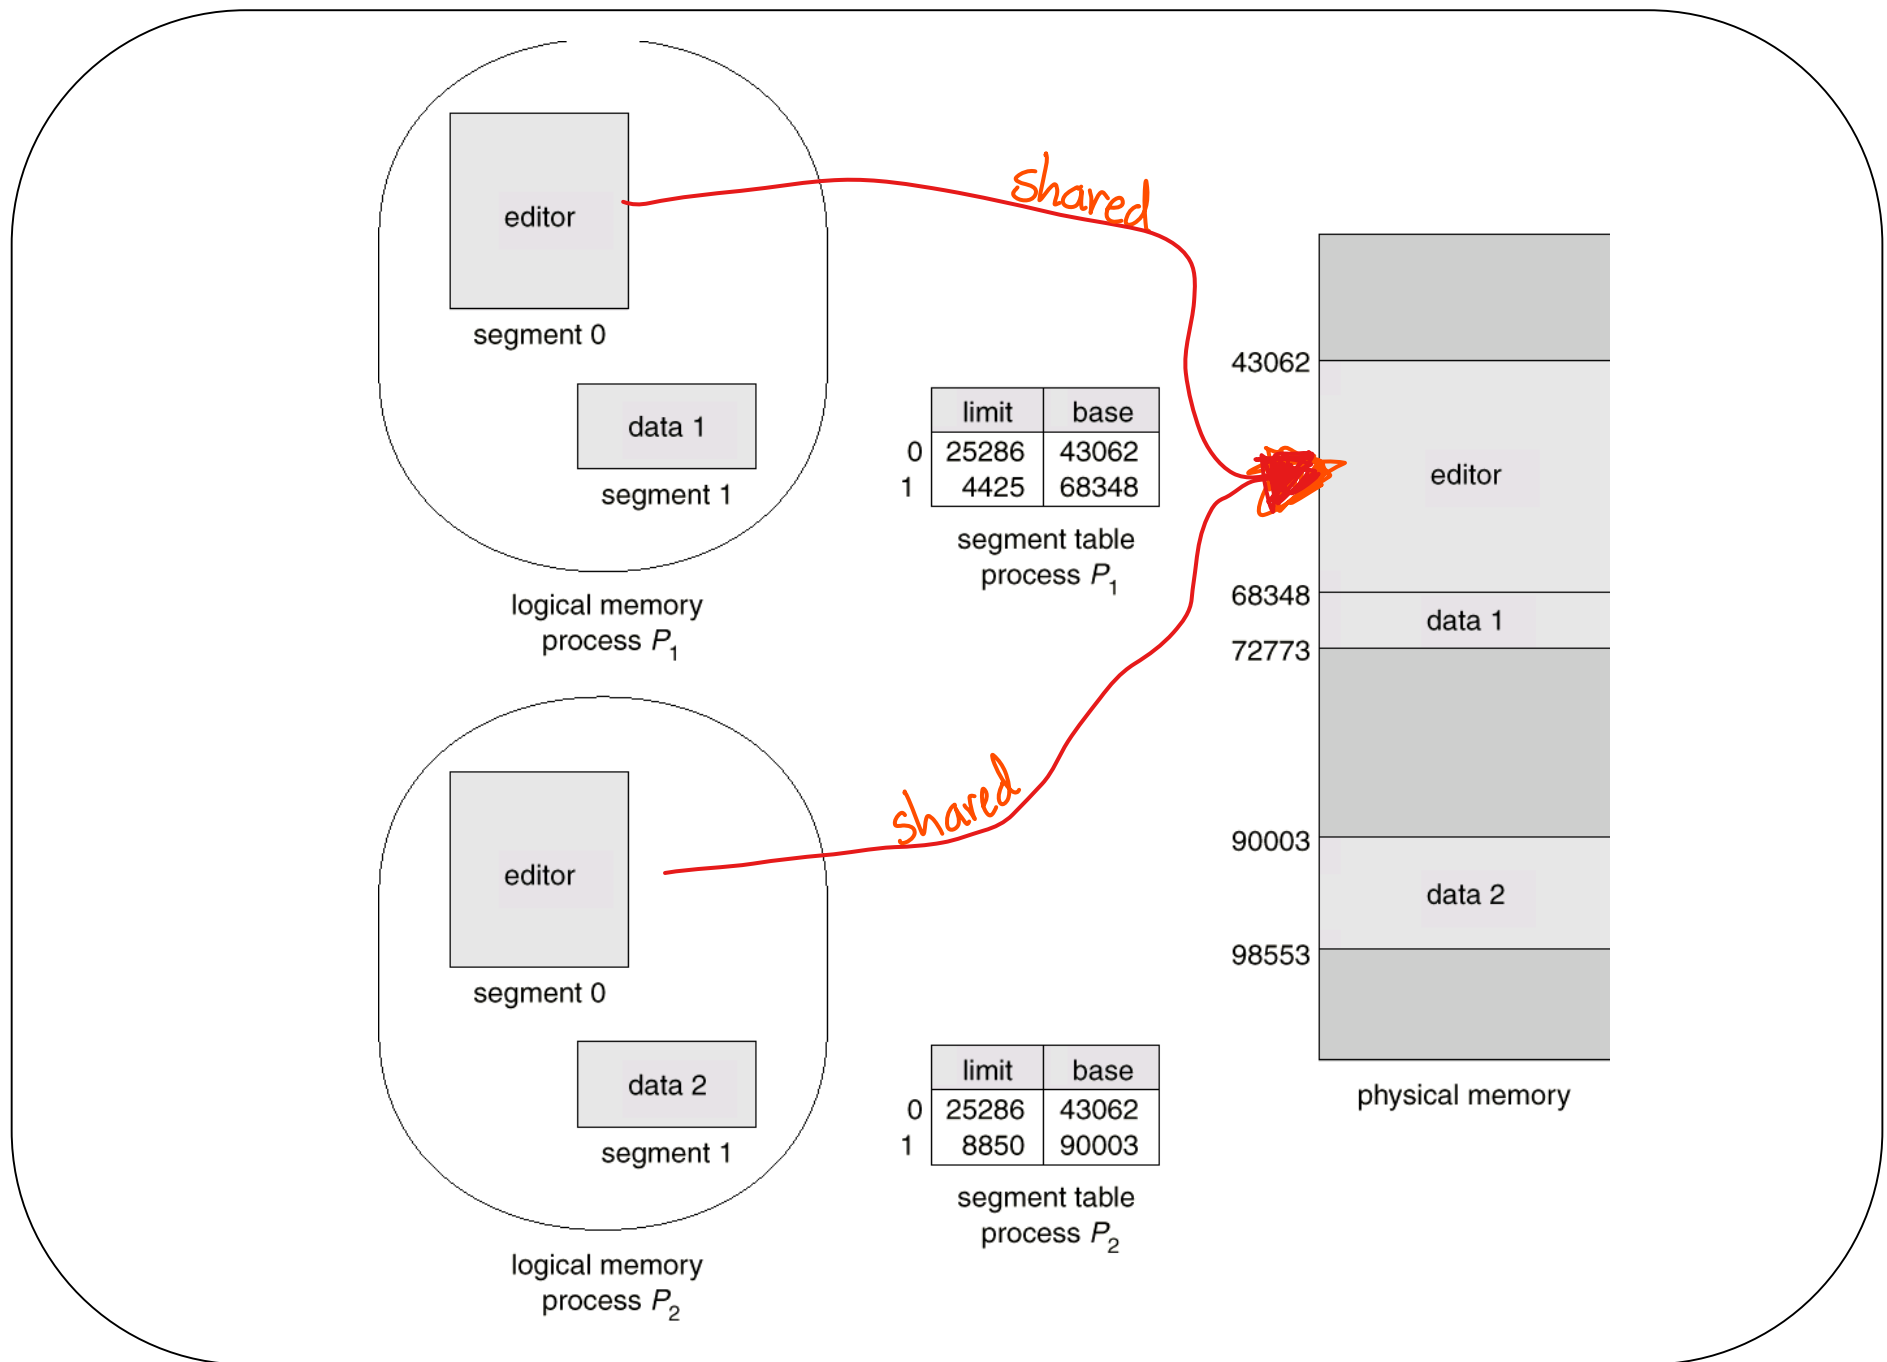 editor
segment 0
data 1
segment 1
logical memory
process P1
shared
limit base
0 25286 43062
1 4425 68348
segment table
process P1
43062
editor
68348
data 1
72773
90003
data 2
98553
physical memory
editor
segment 0
data 2
segment 1
logical memory
process P2
shared
limit base
0 25286 43062
1 8850 90003
segment table
process P2